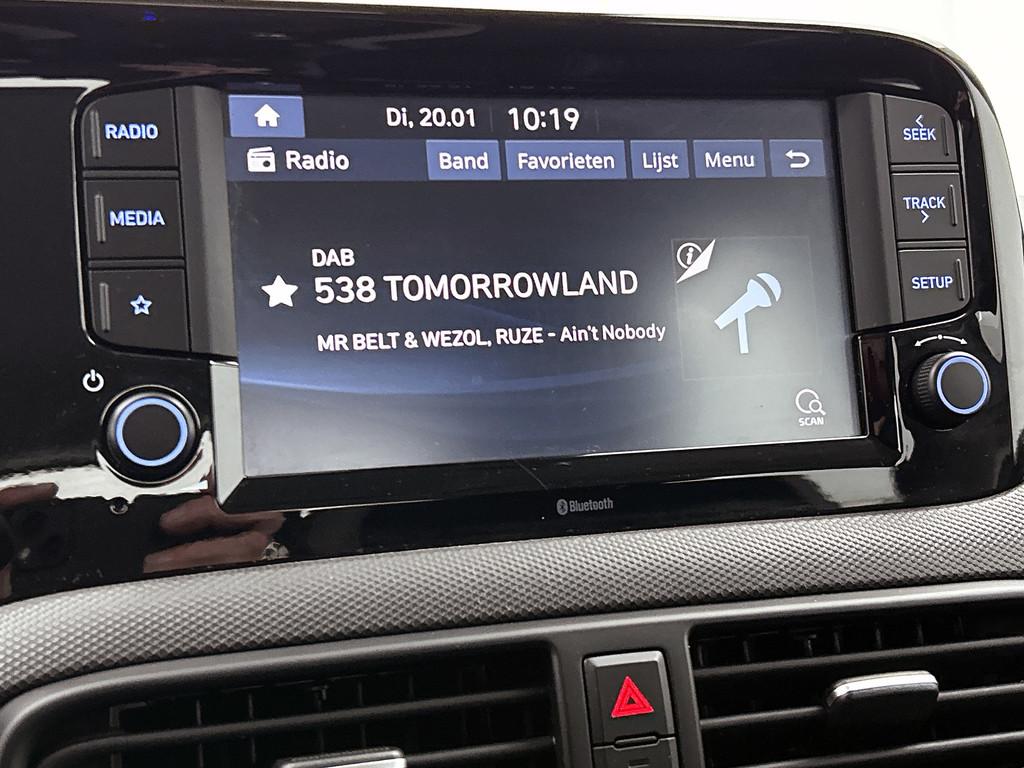 Di, 20.01 10:19
RADIO
Radio Band Favorieten Lijst Menu
SEEK
MEDIA
TRACK
DAB
538 TOMORROWLAND
SETUP
MR BELT & WEZOL, RUZE - Ain't Nobody
SCAN
Bluetooth